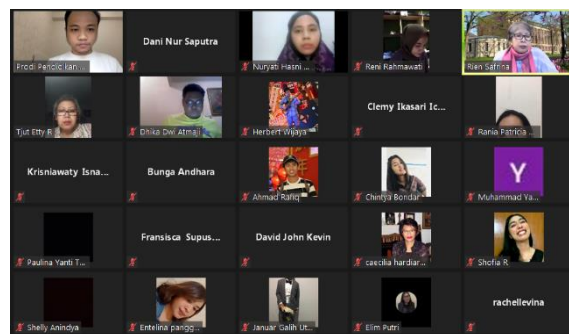 Prodi Pendidikan ...
Dani Nur Saputra
Nuryati Hasni ...
Reni Rahmawati
Rien Safrina
Tjut Etty R
Dhika Dwi Atmaji
Herbert Wijaya
Clemy Ikasari Ic...
Rania Patricia ...
Krisniawaty Isna...
Bunga Andhara
Ahmad Rafiq
Chintya Bondar
Y
Muhammad Ya...
Paulina Yanti T...
Fransisca Supus...
David John Kevin
caecilia hardiar...
Shofia R
Shelly Anindya
Entelina pangg...
Januar Galih Ut...
Elim Putri
rachellevina